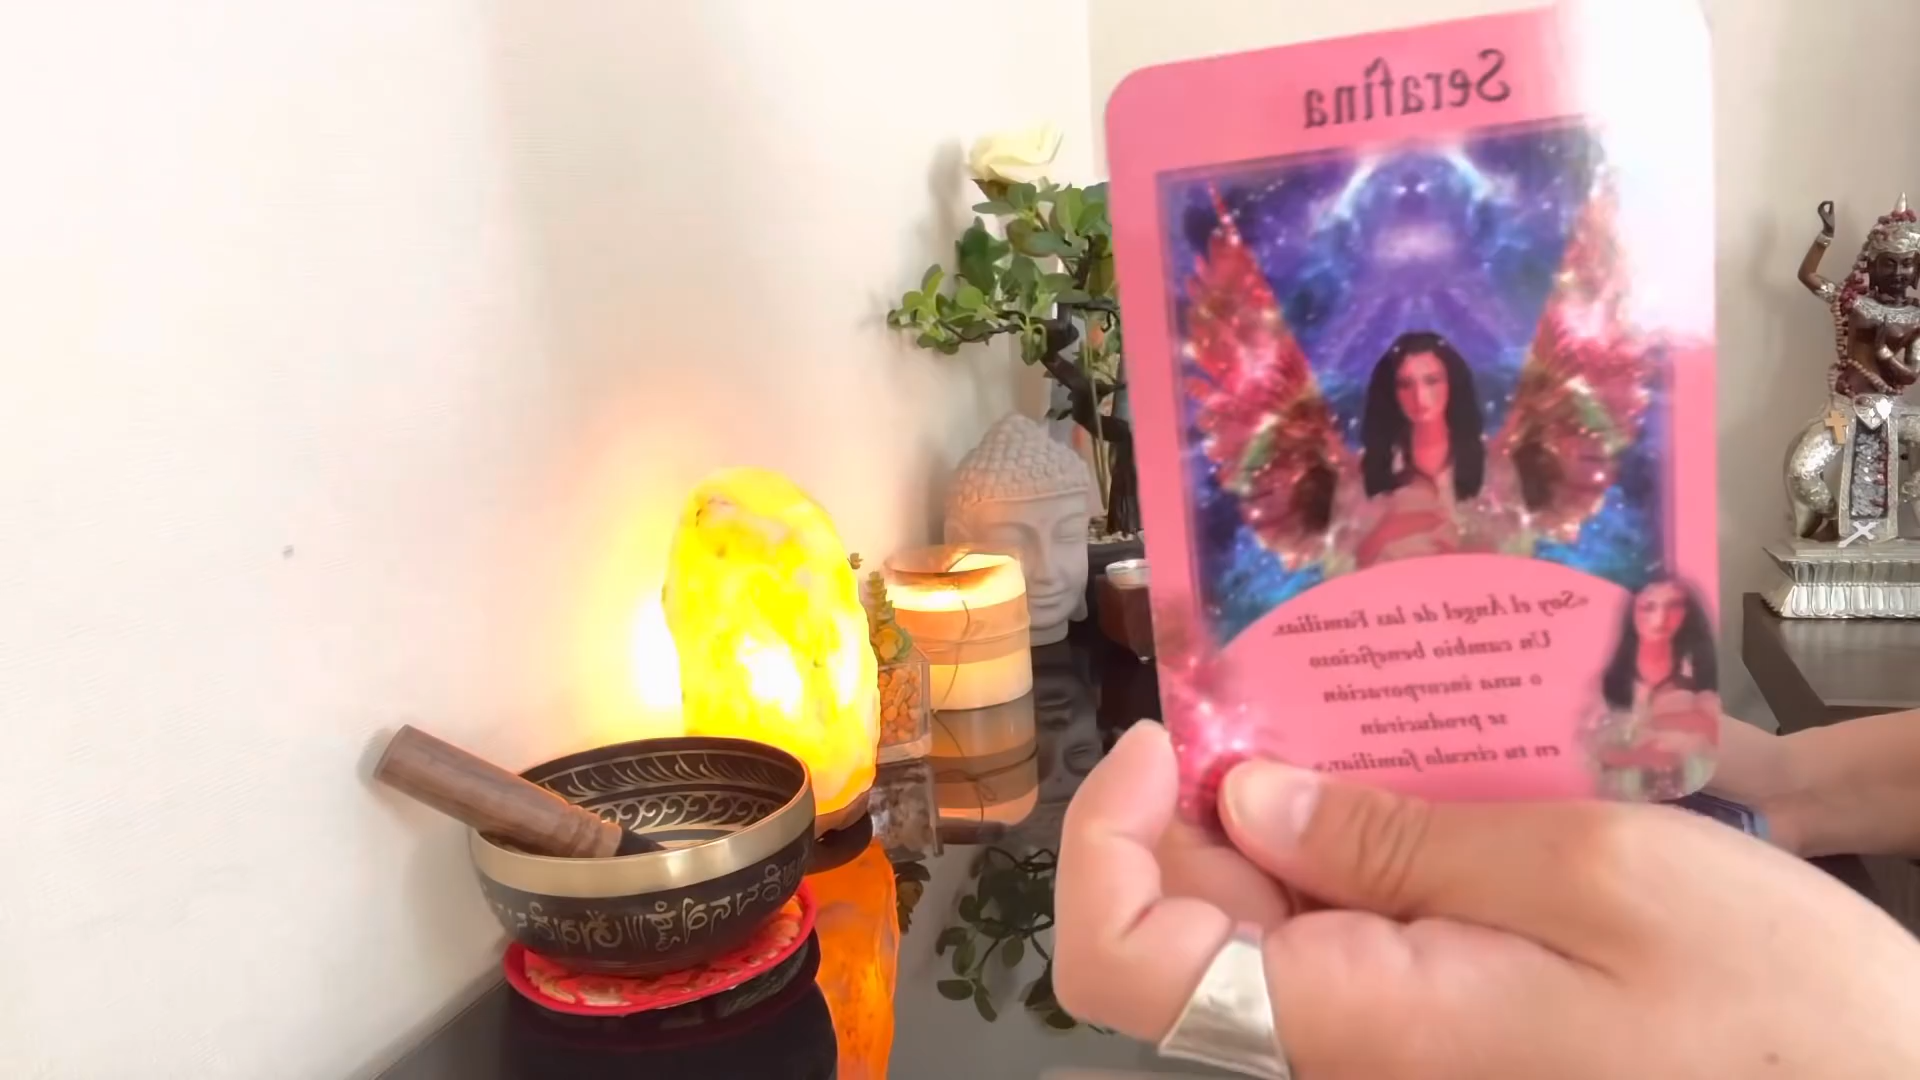 Serafina
«Soy el Ángel de las Familias.
Un cambio beneficioso
o una incorporación
se producirán
en tu círculo familiar.»